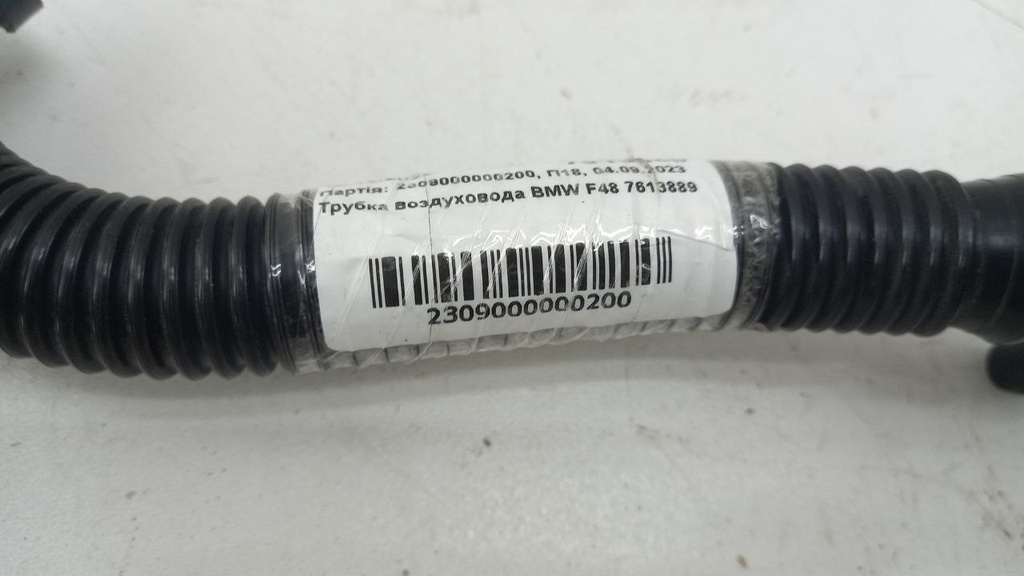 Партія: 2309000000200, П18, 04.09.2023
Трубка воздуховода BMW F48 7613889
2309000000200